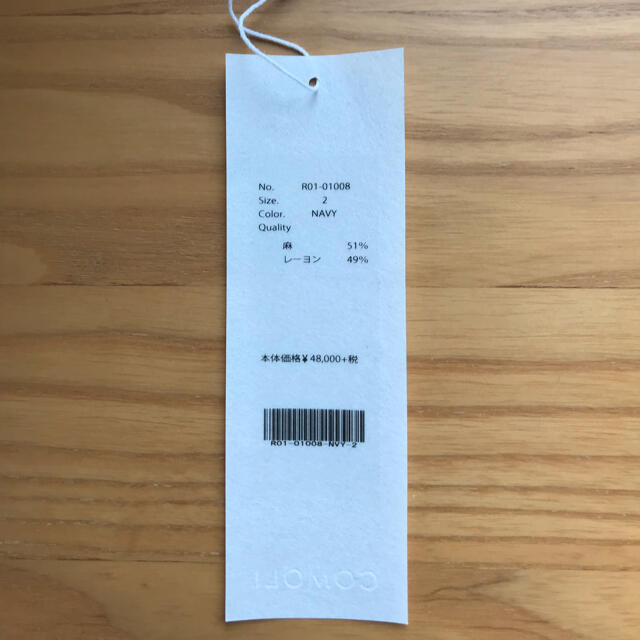 No. R01-01008
Size. 2
Color. NAVY
Quality
麻 51%
レーヨン 49%
本体価格¥48,000+税
R01-01008-NVY-2
COMOLI